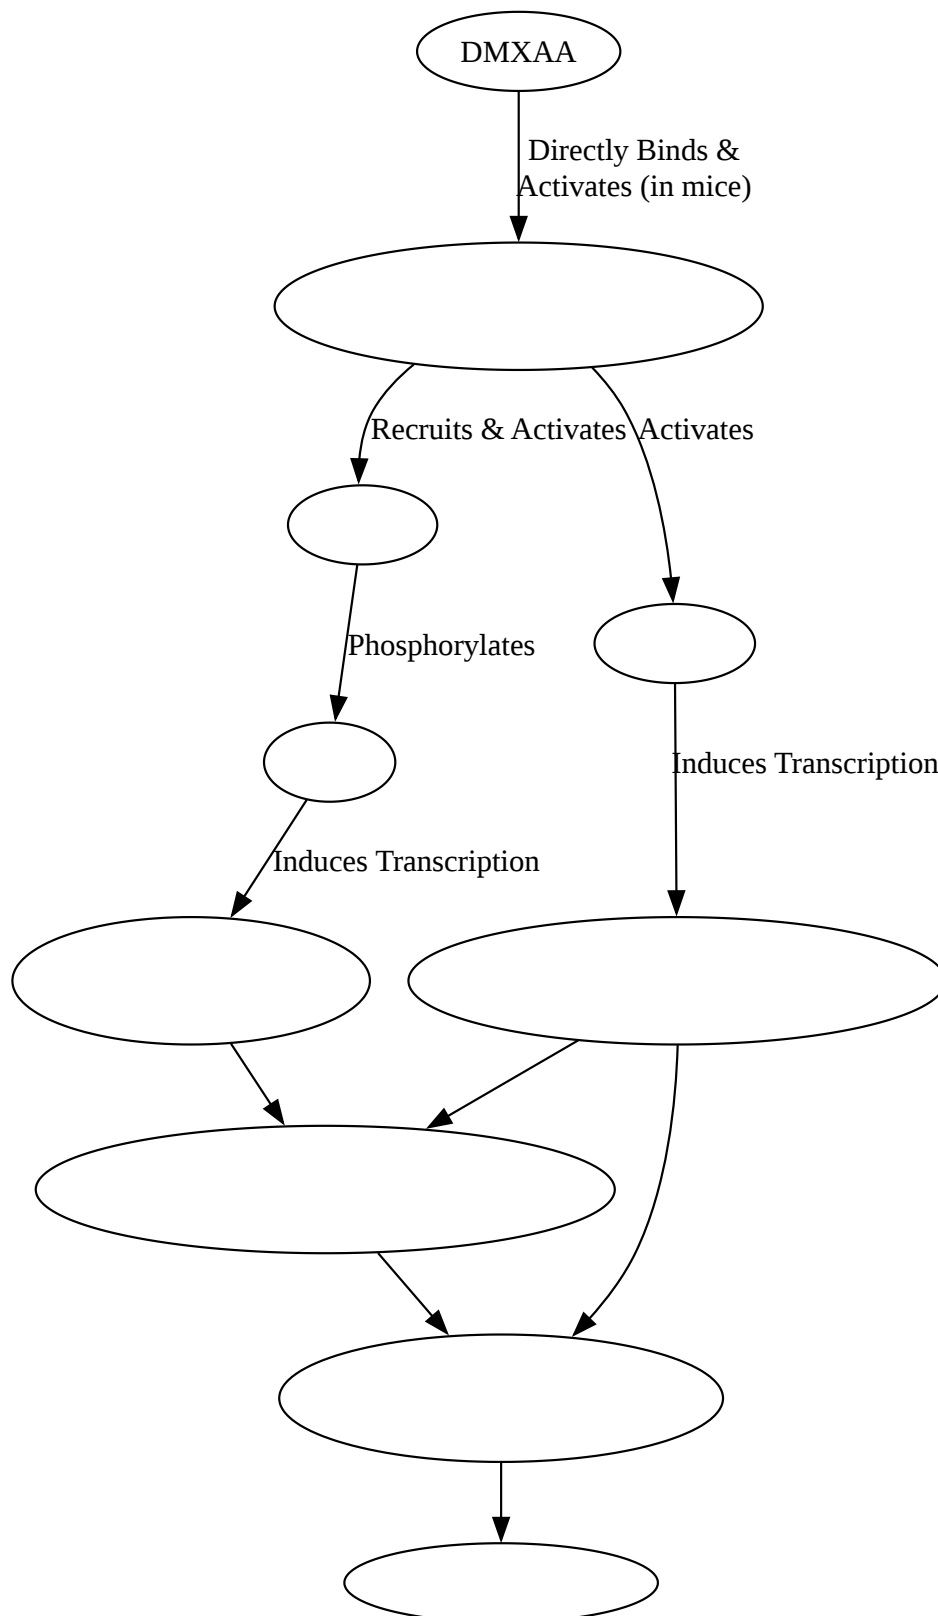 DMXAA
Directly Binds &
Activates (in mice)
Recruits & Activates
Activates
Phosphorylates
Induces Transcription
Induces Transcription